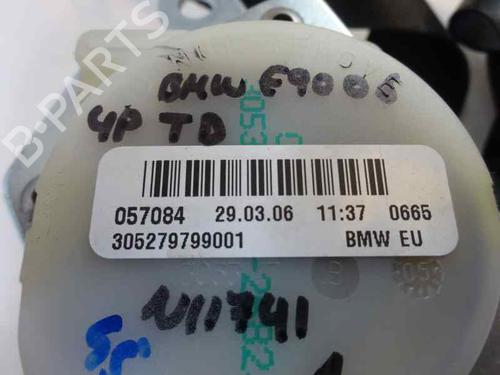 BMW E90 05
4P TD
057084 29.03.06 11:37 0665
305279799001 BMW EU
N11741
B-PARTS